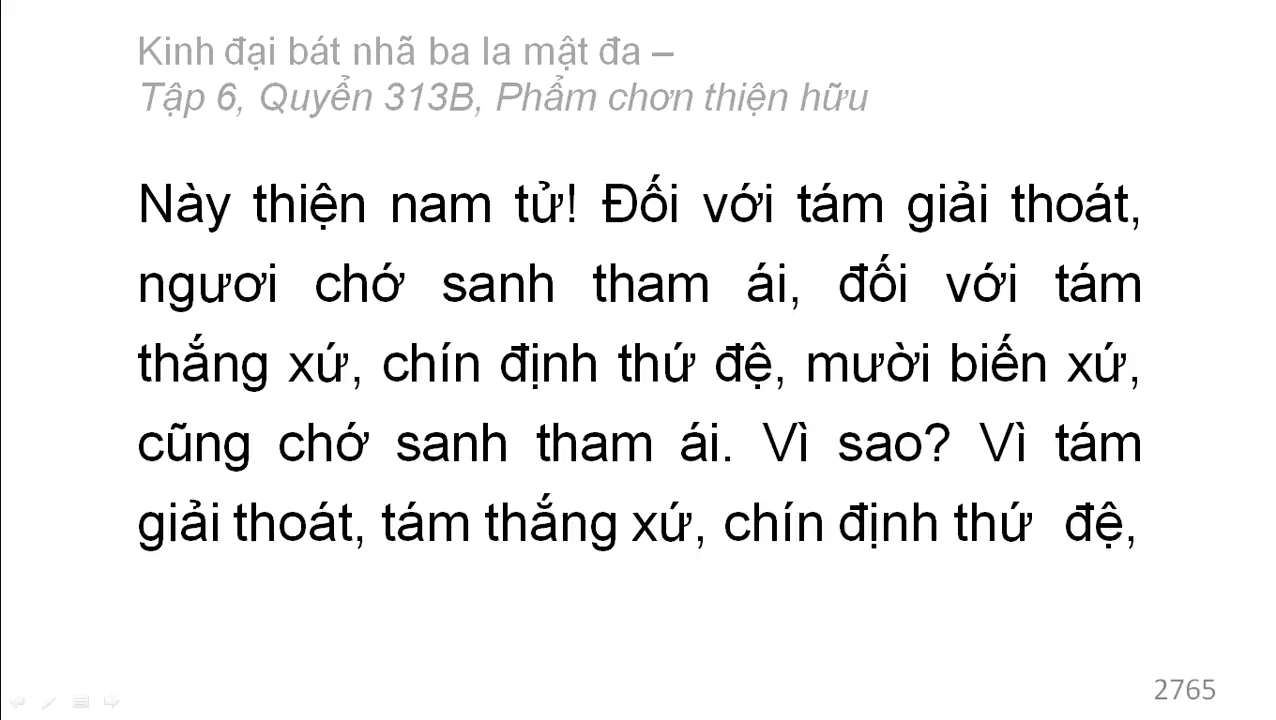 Kinh đại bát nhã ba la mật đa –
Tập 6, Quyển 313B, Phẩm chơn thiện hữu
Này thiện nam tử! Đối với tám giải thoát,
ngươi chớ sanh tham ái, đối với tám
thắng xứ, chín định thứ đệ, mười biến xứ,
cũng chớ sanh tham ái. Vì sao? Vì tám
giải thoát, tám thắng xứ, chín định thứ đệ,
2765